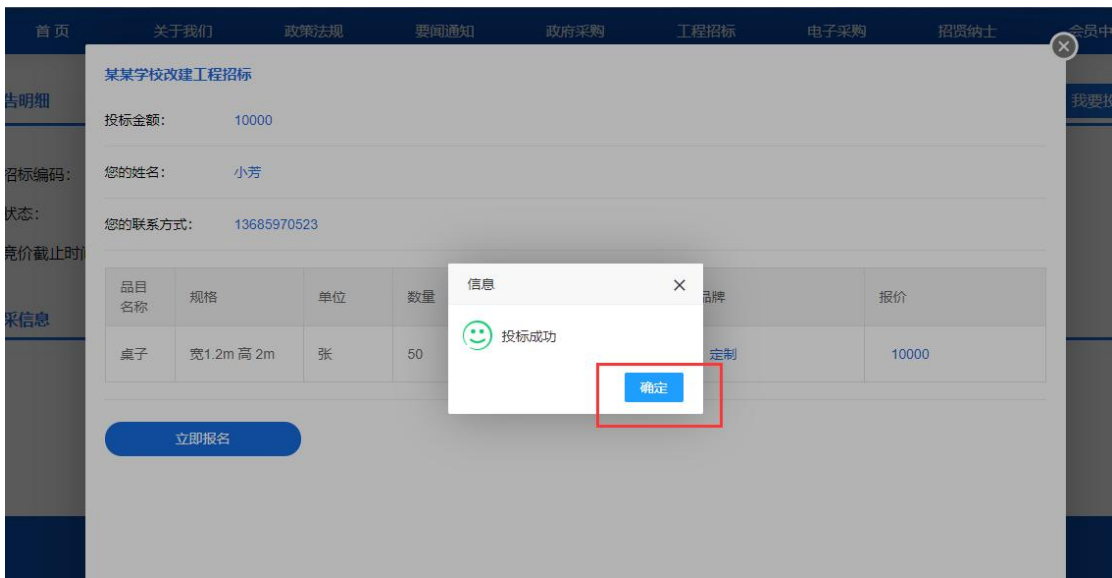 首页 关于我们 政策法规 要闻通知 政府采购 工程招标 电子采购 招贤纳士 会员中
某某学校改建工程招标
告明细
我要投
投标金额： 10000
招标编码：
您的姓名： 小芳
状态：
您的联系方式： 13685970523
竞价截止时间
信息
品目名称 规格 单位 数量 品牌 报价
采信息
投标成功
桌子 宽1.2m 高 2m 张 50 定制 10000
确定
立即报名